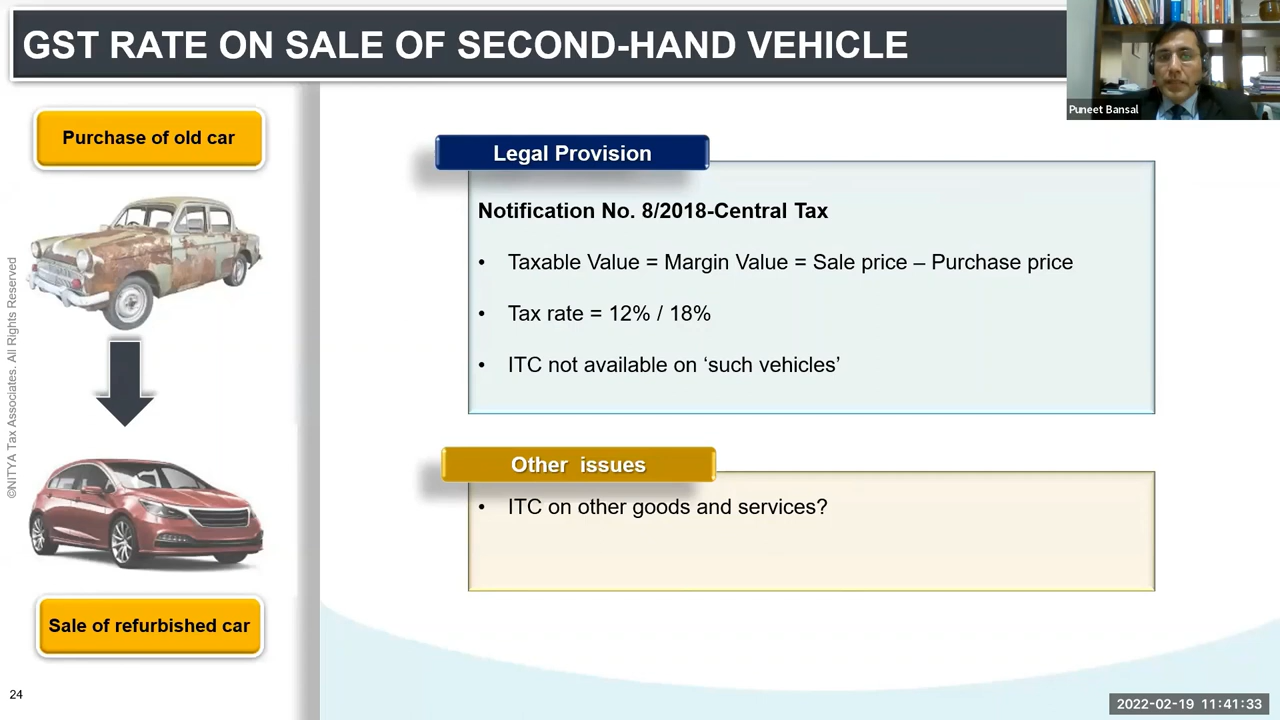 GST RATE ON SALE OF SECOND-HAND VEHICLE
Puneet Bansal
Purchase of old car
Legal Provision
Notification No. 8/2018-Central Tax
• Taxable Value = Margin Value = Sale price – Purchase price
• Tax rate = 12% / 18%
• ITC not available on ‘such vehicles’
Other issues
• ITC on other goods and services?
Sale of refurbished car
©NITYA Tax Associates. All Rights Reserved
24
2022-02-19 11:41:33